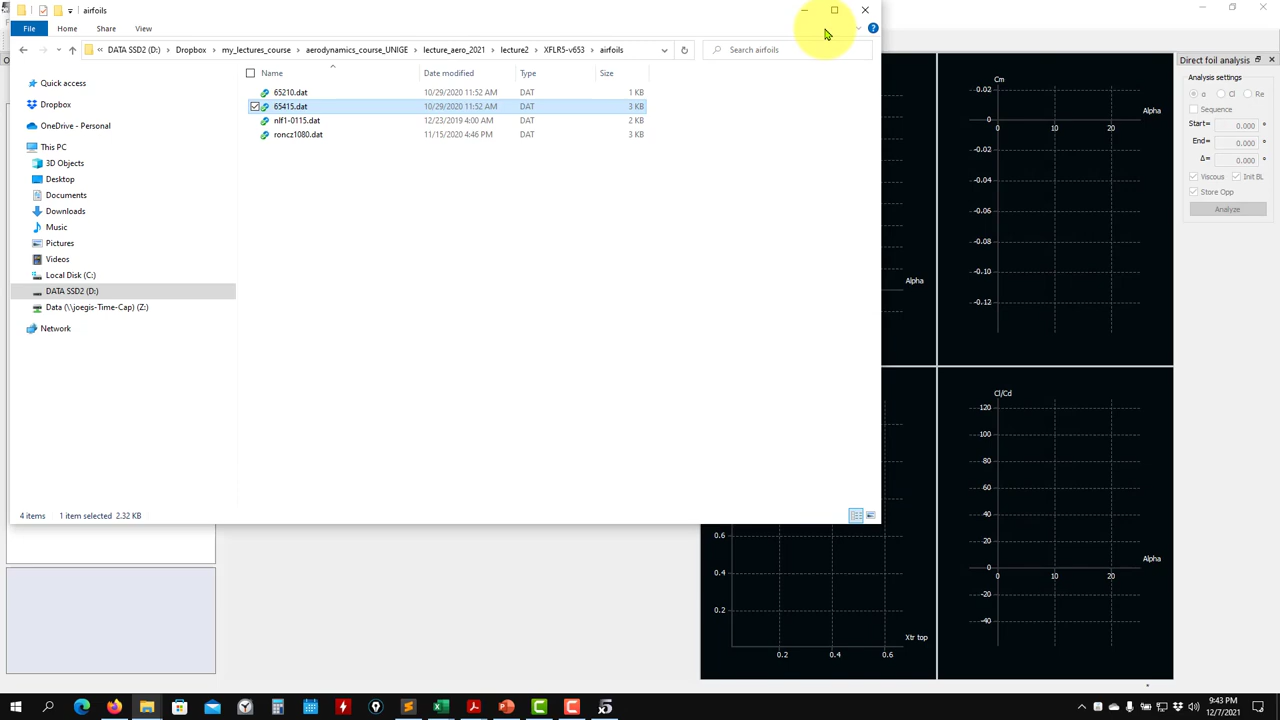 airfoils
File
Home
Share
View
DATA SSD2 (D:)
Dropbox
my_lectures_course
aerodynamics_course_UNIGE
lecture_aero_2021
lecture2
XFLR5-v653
airfoils
Search airfoils
Name
Date modified
Type
Size
65210.dat 10/29/2020 11:52 AM DAT 1 KB
65415.dat 10/29/2020 11:52 AM DAT 3 KB
4:00 AM DAT 2 KB
roncz1080.dat 11/13/2020 4:46 PM DAT 3 KB
Quick access
Dropbox
OneDrive - Personal
This PC
3D Objects
Desktop
Documents
Downloads
Music
Pictures
Videos
Local Disk (C:)
DATA SSD2 (D:)
Data (\\joegis-Time-Cap) (Z:)
Network
4 items
1 item selected 2.32 KB
Alpha
0.6
0.4
0.2
0.2
0.4
0.6
Xtr top
Cm
0.02
0
-0.02
-0.04
-0.06
-0.08
-0.10
-0.12
0
10
20
Alpha
Cl/Cd
120
100
80
60
40
20
0
-20
-40
0
10
20
Alpha
Direct foil analysis
Analysis settings
α
Cl
Re
Sequence
Start= 0.000 °
End= 0.000 °
Δ= 0.000 °
Viscous
Init BL
Store Opp
Analyze
9:43 PM
12/7/2021